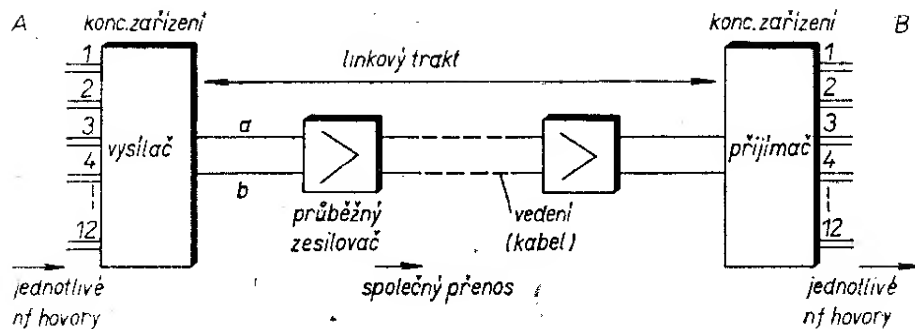 A
konc. zařízení
konc. zařízení
B
linkový trakt
1
2
3
4
12
vysílač
a
b
přijímač
1
2
3
4
12
průběžný
zesilovač
vedení
(kabel)
jednotlivé
nf hovory
společný přenos
jednotlivé
nf hovory